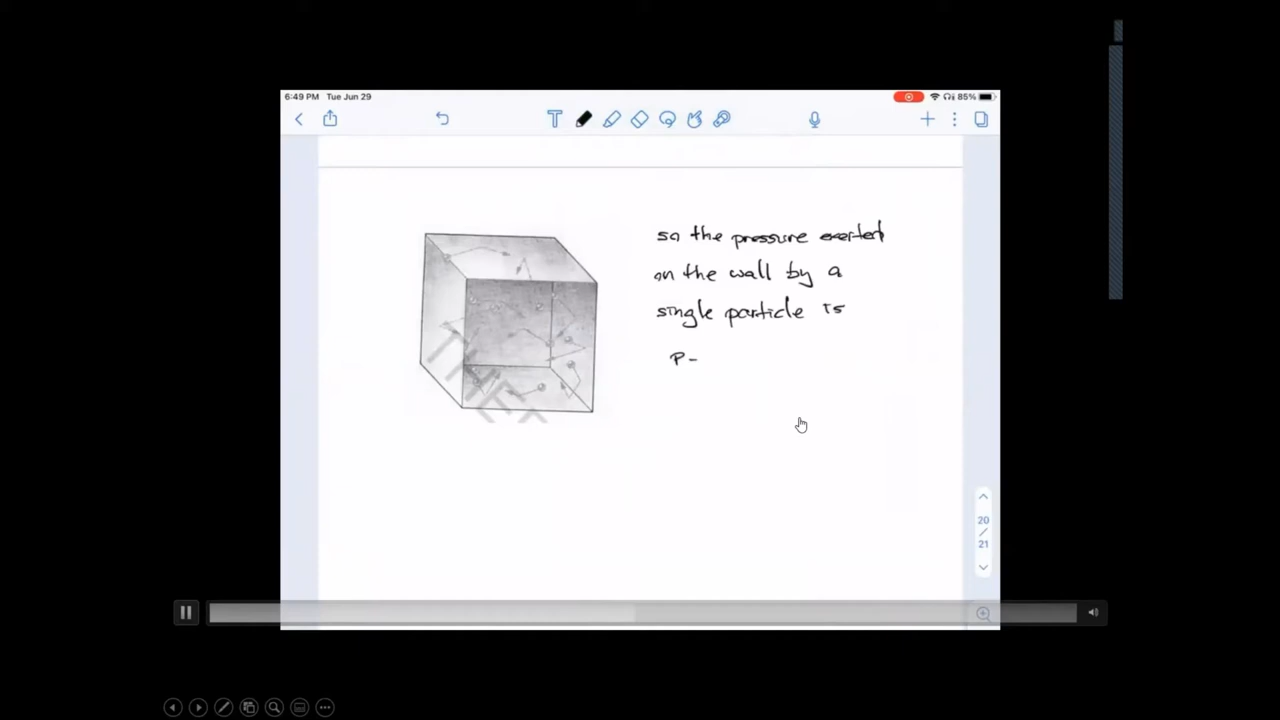 6:49 PM Tue Jun 29
85%
so the pressure exerted
on the wall by a
single particle is
P-
THE
20
/
21